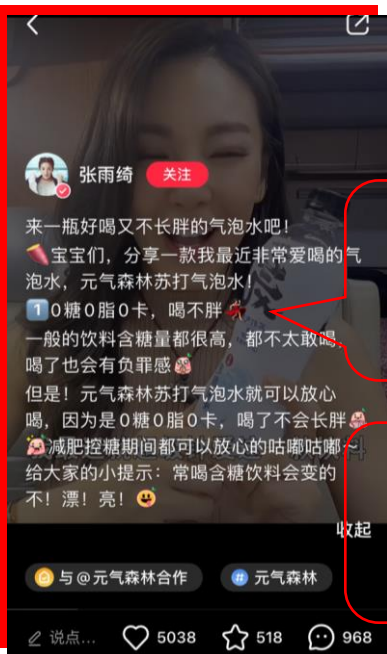 张雨绮 关注
来一瓶好喝又不长胖的气泡水吧!
宝宝们，分享一款我最近非常爱喝的气
泡水，元气森林苏打气泡水!
1️⃣0糖0脂0卡，喝不胖
一般的饮料含糖量都很高，都不太敢喝，
喝了也会有负罪感
但是！元气森林苏打气泡水就可以放心
喝，因为是0糖0脂0卡，喝了不会长胖
减肥控糖期间都可以放心的咕嘟咕嘟~
给大家的小提示：常喝含糖饮料会变的
不！漂！亮！
收起
与@元气森林合作 # 元气森林
说点... 5038 518 968